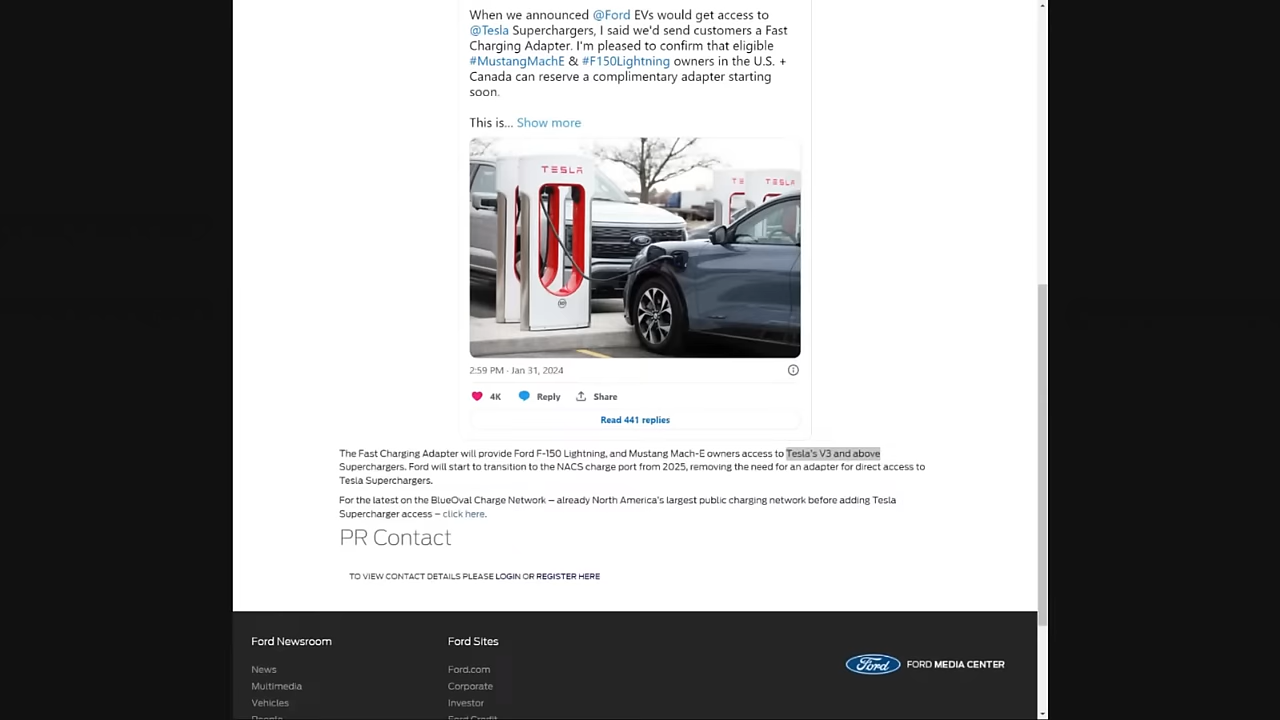 When we announced @Ford EVs would get access to
@Tesla Superchargers, I said we'd send customers a Fast
Charging Adapter. I'm pleased to confirm that eligible
#MustangMachE & #F150Lightning owners in the U.S. +
Canada can reserve a complimentary adapter starting
soon.
This is... Show more
TESLA
TESLA
2:59 PM · Jan 31, 2024
4K Reply Share
Read 441 replies
The Fast Charging Adapter will provide Ford F-150 Lightning, and Mustang Mach-E owners access to Tesla's V3 and above
Superchargers. Ford will start to transition to the NACS charge port from 2025, removing the need for an adapter for direct access to
Tesla Superchargers.
For the latest on the BlueOval Charge Network – already North America's largest public charging network before adding Tesla
Supercharger access – click here.
PR Contact
TO VIEW CONTACT DETAILS PLEASE LOGIN OR REGISTER HERE
Ford Newsroom Ford Sites
Ford FORD MEDIA CENTER
News Ford.com
Multimedia Corporate
Vehicles Investor
People Ford Credit